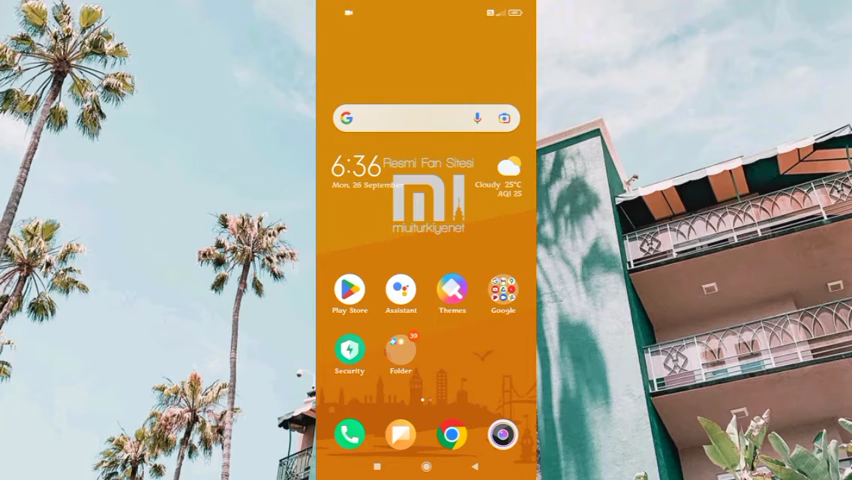 6:36
Resmi Fan Sitesi
Mon, 26 September
Cloudy 25°C
AQI 25
mı
miuiturkiye.net
Play Store
Assistant
Themes
Google
39
Security
Folder